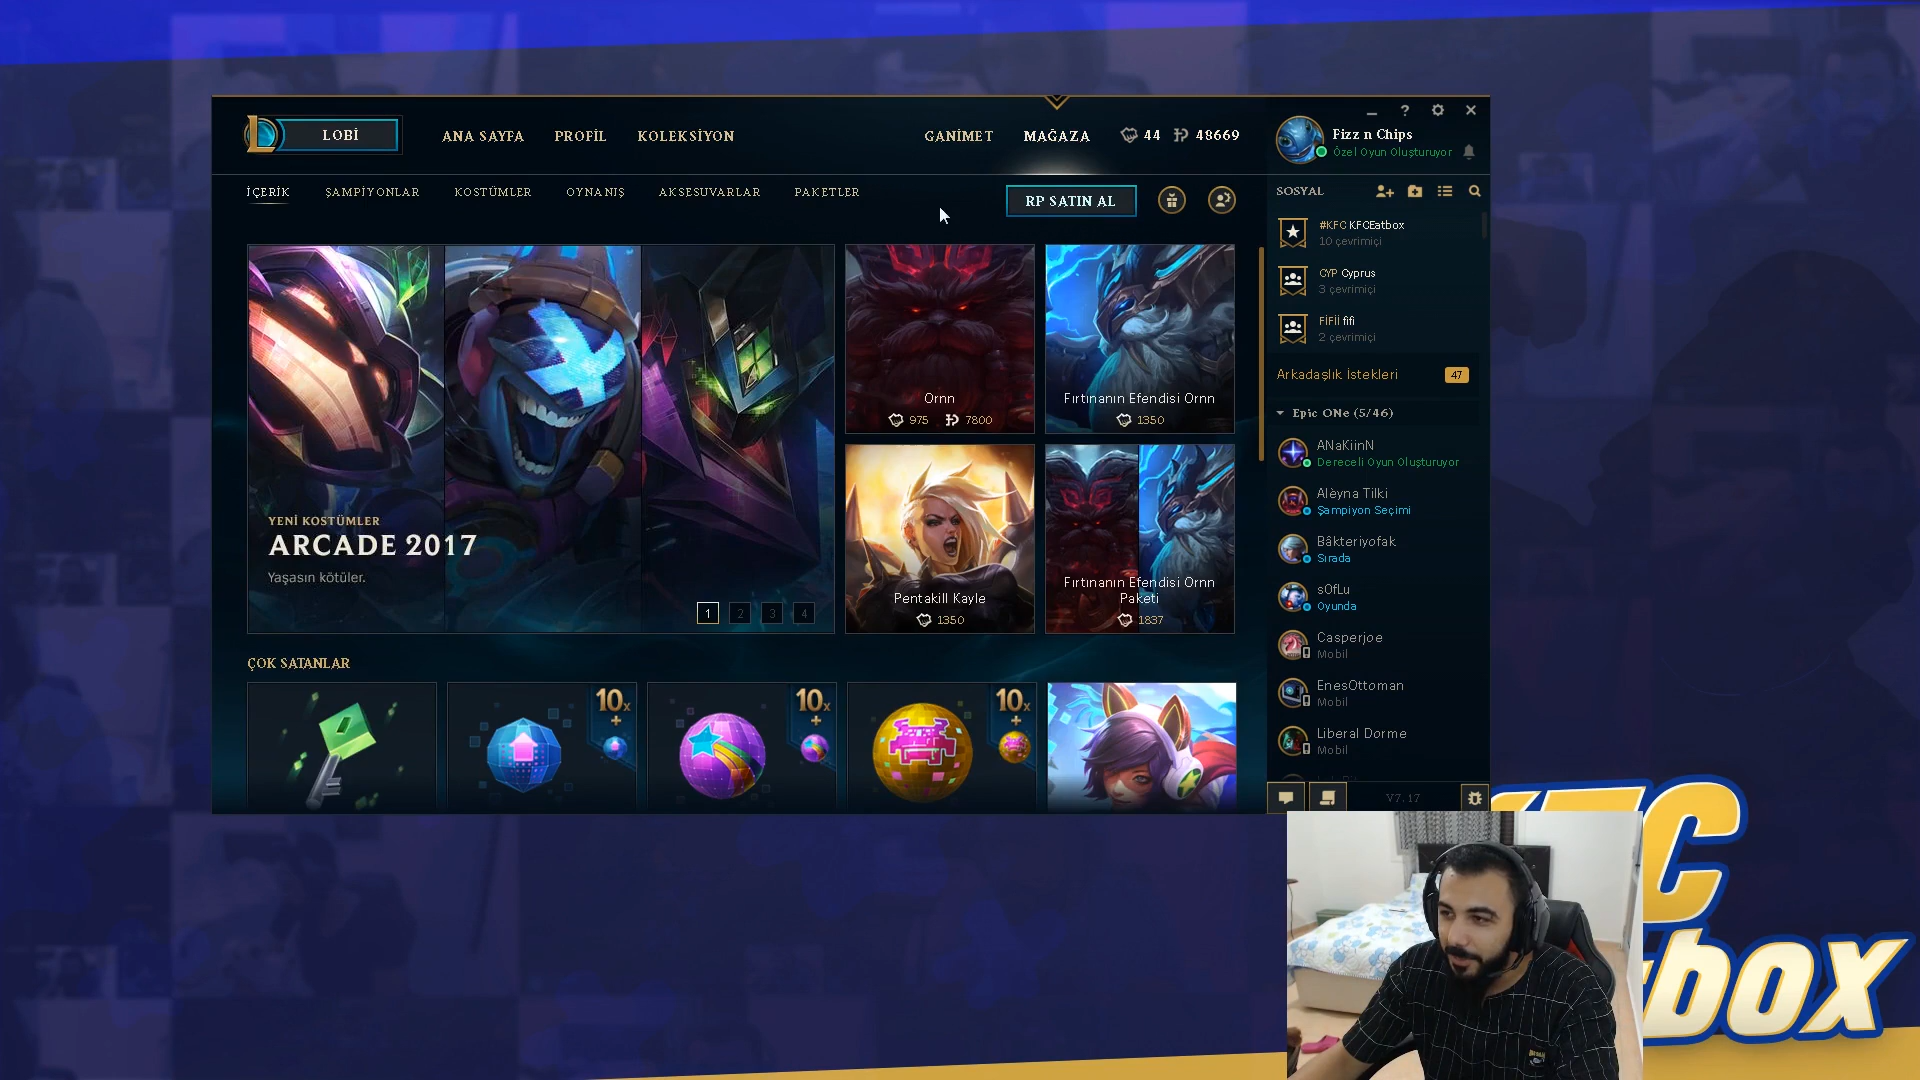 LOBİ
ANA SAYFA
PROFİL
KOLEKSİYON
GANİMET
MAĞAZA
44
48669
?
Fizz n Chips
Özel Oyun Oluşturuyor
İÇERİK
ŞAMPİYONLAR
KOSTÜMLER
OYNANIŞ
AKSESUVARLAR
PAKETLER
RP SATIN AL
SOSYAL
#KFC KFCEatbox
10 çevrimiçi
CYP Cyprus
3 çevrimiçi
FİFİİ fifi
2 çevrimiçi
Arkadaşlık İstekleri
47
Epic ONe (5/46)
ANaKiinN
Dereceli Oyun Oluşturuyor
Alèyna Tilki
Şampiyon Seçimi
Bâkteriyofak
Sırada
sOfLu
Oyunda
Casperjoe
Mobil
EnesOttoman
Mobil
Liberal Dorme
Mobil
V7.17
YENİ KOSTÜMLER
ARCADE 2017
Yaşasın kötüler.
1
2
3
4
Ornn
975
7800
Fırtınanın Efendisi Ornn
1350
Pentakill Kayle
1350
Fırtınanın Efendisi Ornn
Paketi
1837
ÇOK SATANLAR
10x
+
10x
+
10x
+